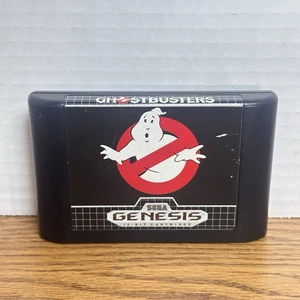 GHOSTBUSTERS
SEGA
GENESIS
16-BIT CARTRIDGE